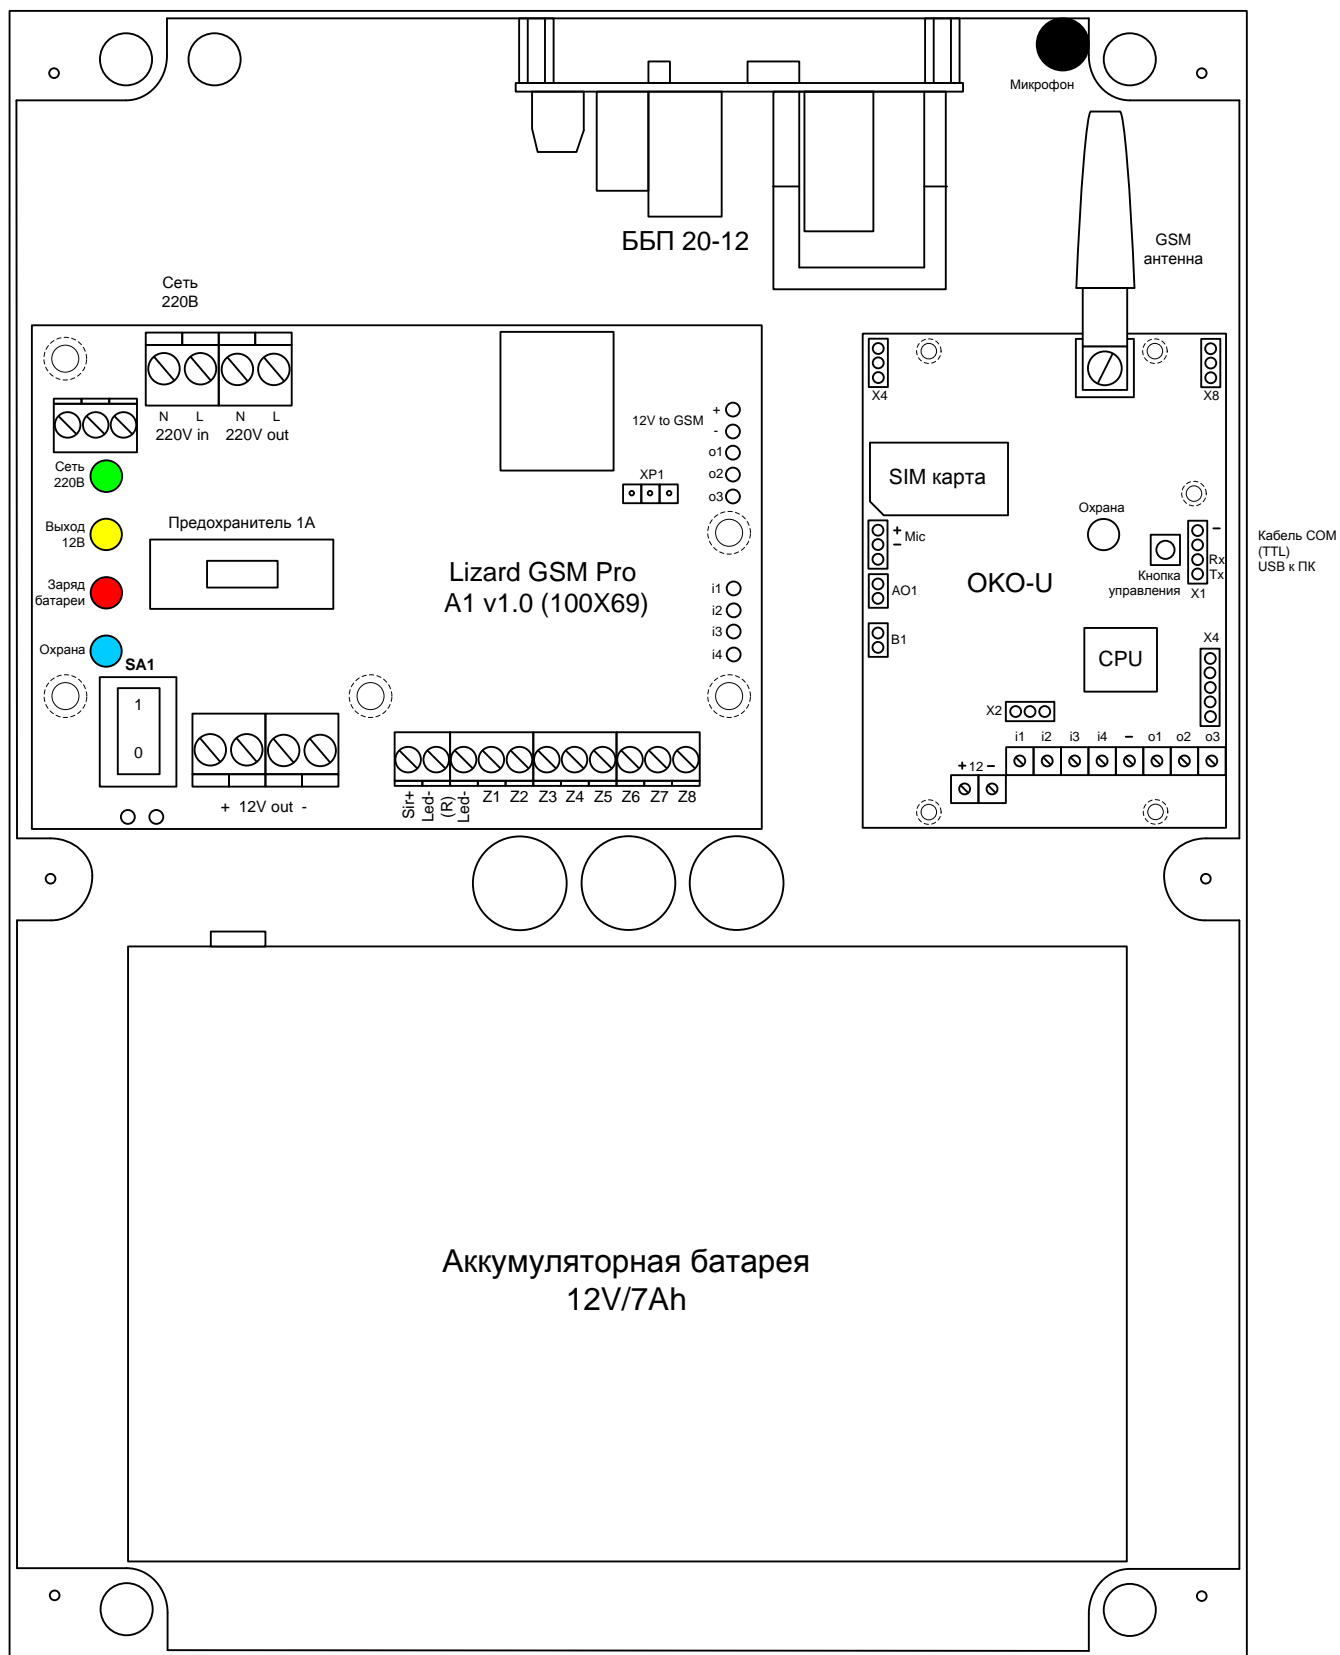 Микрофон
ББП 20-12
GSM
антенна
Сеть
220В
N L N L
220V in 220V out
Сеть
220В
Выход
12В
Заряд
батареи
Охрана
SA1
1
0
Предохранитель 1А
Lizard GSM Pro
A1 v1.0 (100X69)
12V to GSM
+
-
o1
o2
o3
XP1
i1
i2
i3
i4
+ 12V out -
Sir+
Led-
(R)
Led-
Z1 Z2 Z3 Z4 Z5 Z6 Z7 Z8
X4
X8
SIM карта
+
Mic
–
AO1
B1
OKO-U
Охрана
Кнопка
управления
–
Rx
Tx
X1
Кабель COM
(TTL)
USB к ПК
CPU
X4
X2
i1 i2 i3 i4 – o1 o2 o3
+ 12 –
Аккумуляторная батарея
12V/7Ah